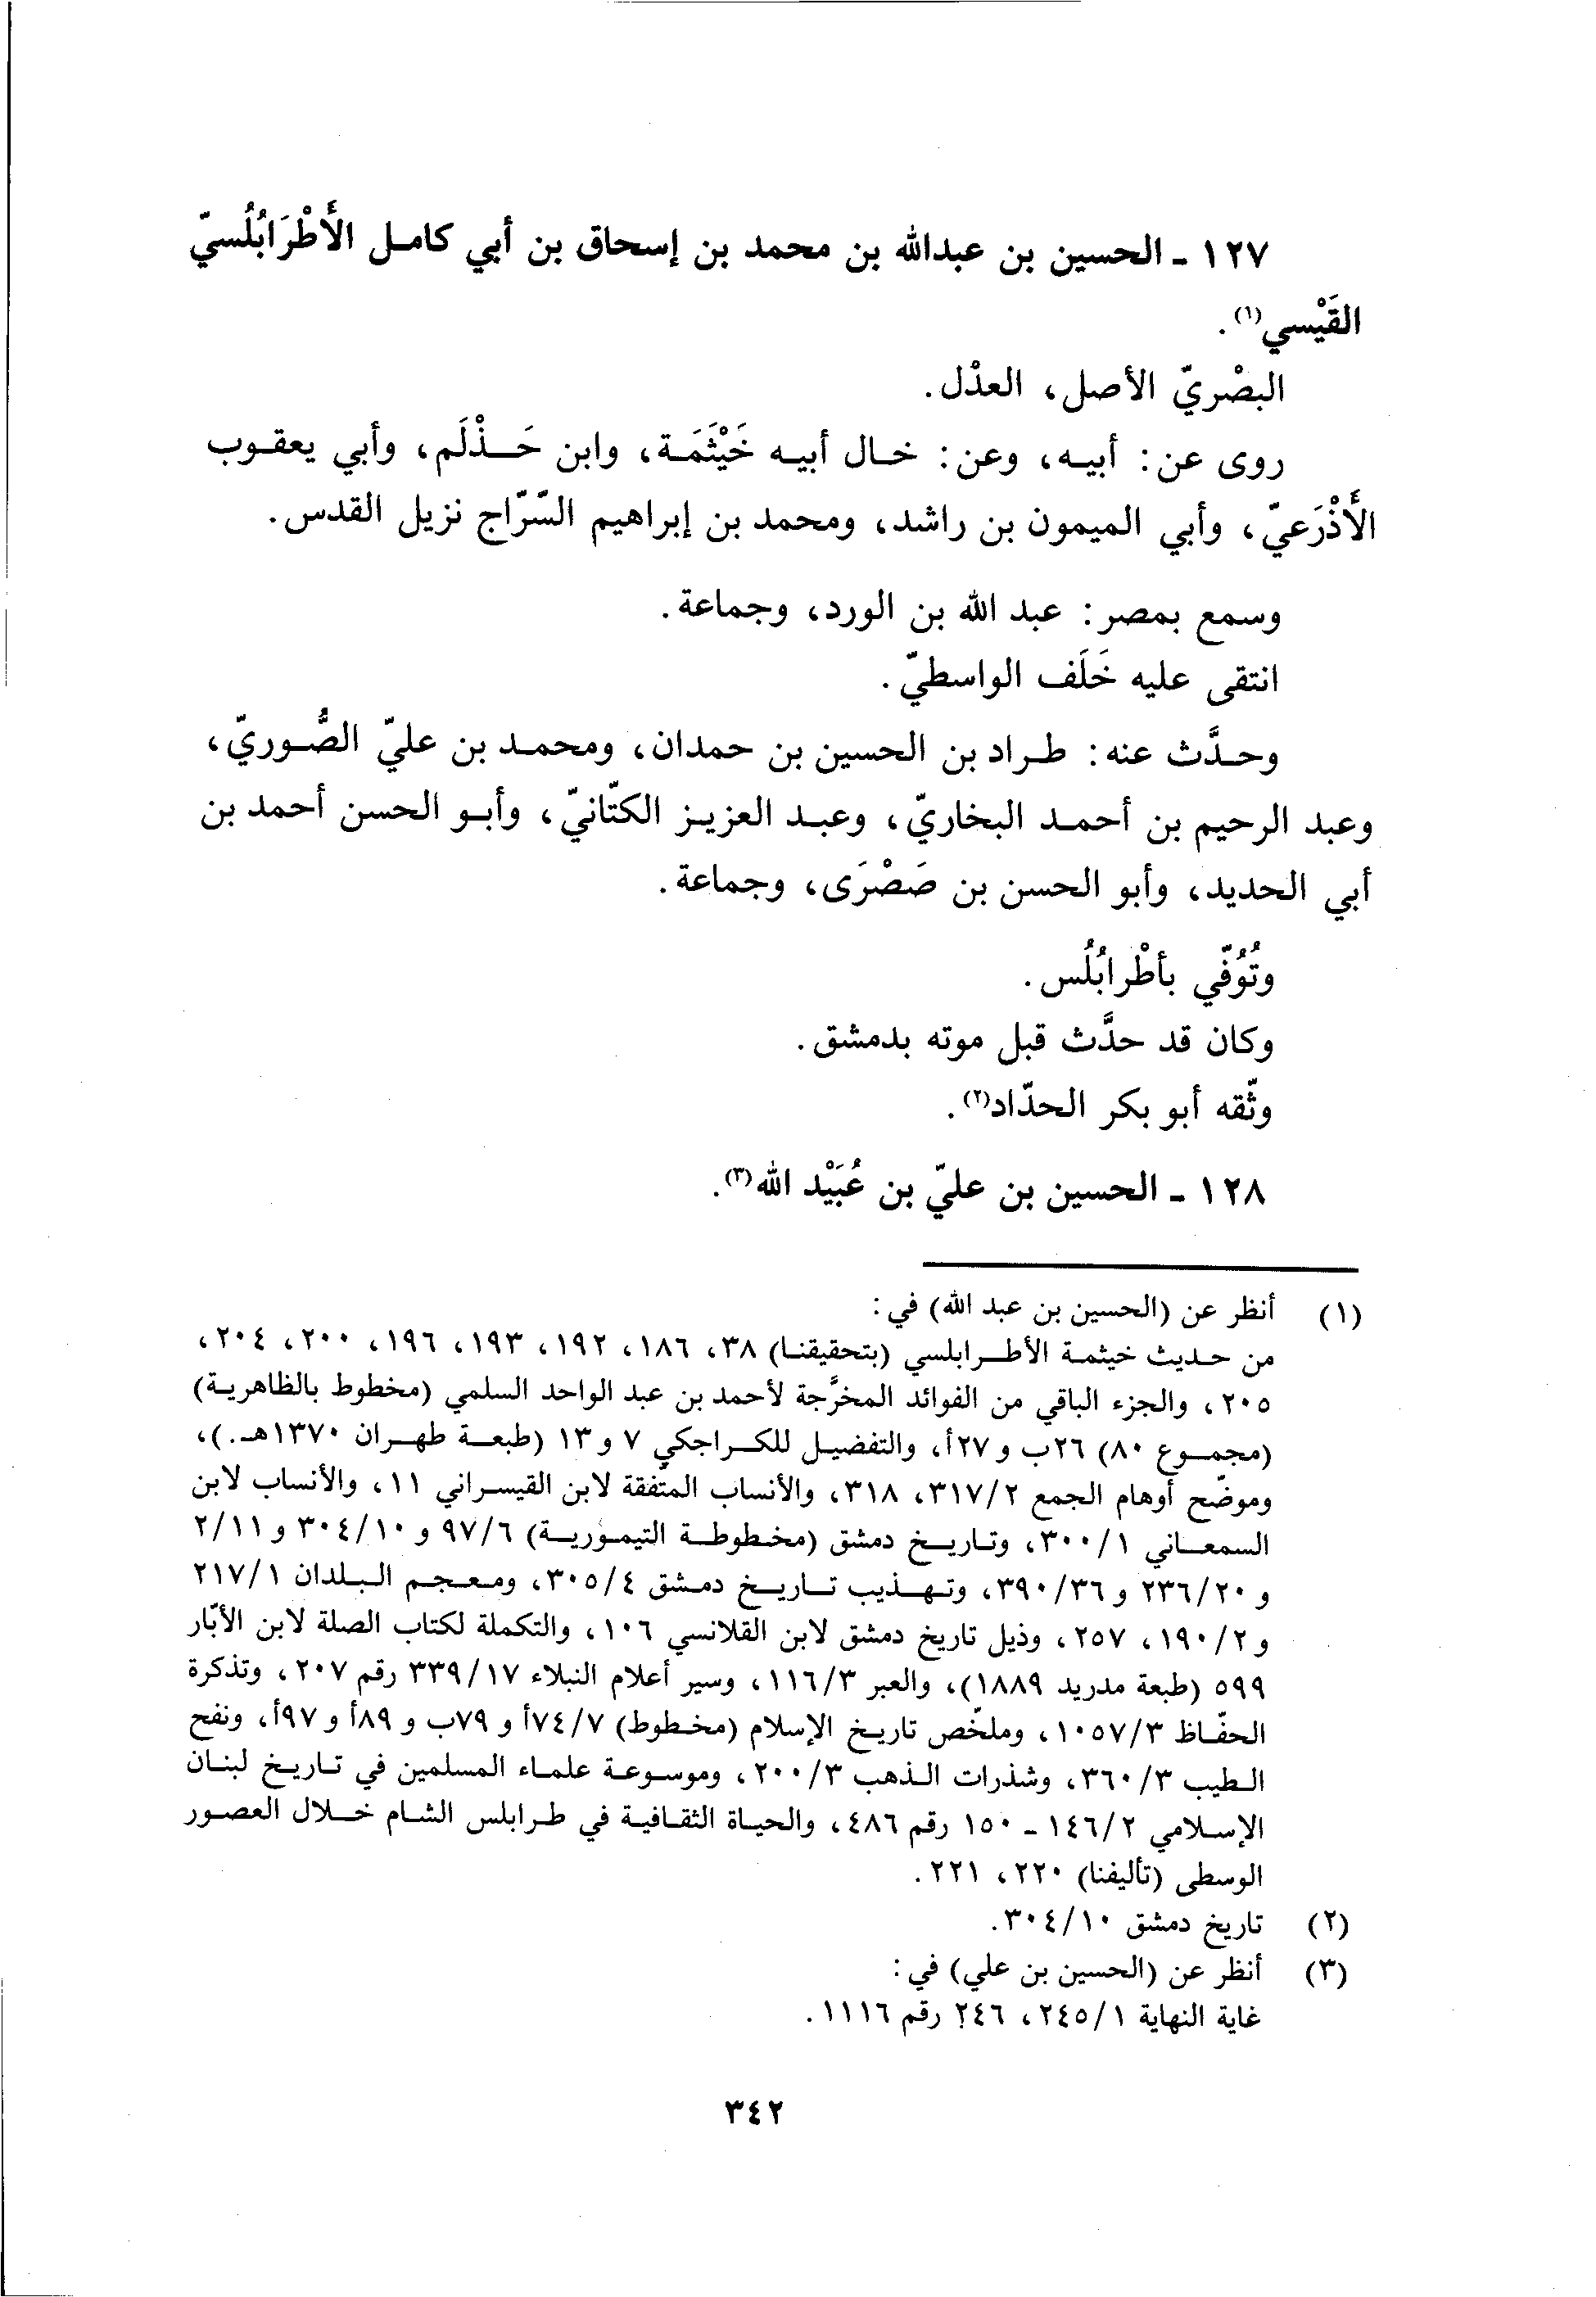 ١٢٧ - الحسين بن عبدالله بن محمد بن إسحاق بن أبي كامل الأَطْرَابُلُسيّ
القَيْسي(١).
البصْريّ الأصل، العدْل.
روى عن: أبيه، وعن: خال أبيه خَيْثَمَة، وابن حَذْلَم، وأبي يعقوب
الأَذْرَعيّ، وأبي الميمون بن راشد، ومحمد بن إبراهيم السّرّاج نزيل القدس.
وسمع بمصر: عبد الله بن الورد، وجماعة.
انتقى عليه خَلَف الواسطيّ.
وحدَّث عنه: طراد بن الحسين بن حمدان، ومحمد بن عليّ الصُّوريّ،
وعبد الرحيم بن أحمد البخاريّ، وعبد العزيز الكتّانيّ، وأبو الحسن أحمد بن
أبي الحديد، وأبو الحسن بن صَصْرَى، وجماعة.
وتُوُفّي بأطْرابُلُس.
وكان قد حدَّث قبل موته بدمشق.
وثّقه أبو بكر الحدّاد(٢).
١٢٨ - الحسين بن عليّ بن عُبَيْد الله(٣).
(١) أنظر عن (الحسين بن عبد الله) في:
من حديث خيثمة الأطرابلسي (بتحقيقنا) ٣٨، ١٨٦، ١٩٢، ١٩٣، ١٩٦، ٢٠٠، ٢٠٤،
٢٠٥، والجزء الباقي من الفوائد المخرَّجة لأحمد بن عبد الواحد السلمي (مخطوط بالظاهرية)
(مجموع ٨٠) ٢٦ب و٢٧أ، والتفضيل للكراجكي ٧ و١٣ (طبعة طهران ١٣٧٠هـ.)،
وموضّح أوهام الجمع ٣١٧/٢، ٣١٨، والأنساب المتّفقة لابن القيسراني ١١، والأنساب لابن
السمعاني ٣٠٠/١، وتاريخ دمشق (مخطوطة التيمورية) ٩٧/٦ و ٣٠٤/١٠ و ٢/١١
و ٢٣٦/٢٠ و ٣٩٠/٣٦، وتهذيب تاريخ دمشق ٣٠٥/٤، ومعجم البلدان ٢١٧/١
و ١٩٠/٢، ٢٥٧، وذيل تاريخ دمشق لابن القلانسي ١٠٦، والتكملة لكتاب الصلة لابن الأبّار
٥٩٩ (طبعة مدريد ١٨٨٩)، والعبر ١١٦/٣، وسير أعلام النبلاء ٣٣٩/١٧ رقم ٢٠٧، وتذكرة
الحفّاظ ١٠٥٧/٣، وملخّص تاريخ الإسلام (مخطوط) ٧٤/٧أ و ٧٩ب و ٨٩أ و ٩٧أ، ونفح
الطيب ٣٦٠/٣، وشذرات الذهب ٢٠٠/٣، وموسوعة علماء المسلمين في تاريخ لبنان
الإسلامي ١٤٦/٢ - ١٥٠ رقم ٤٨٦، والحياة الثقافية في طرابلس الشام خلال العصور
الوسطى (تأليفنا) ٢٢٠، ٢٢١.
(٢) تاريخ دمشق ٣٠٤/١٠.
(٣) أنظر عن (الحسين بن علي) في:
غاية النهاية ٢٤٥/١، ٢٤٦ رقم ١١١٦.
٣٤٢